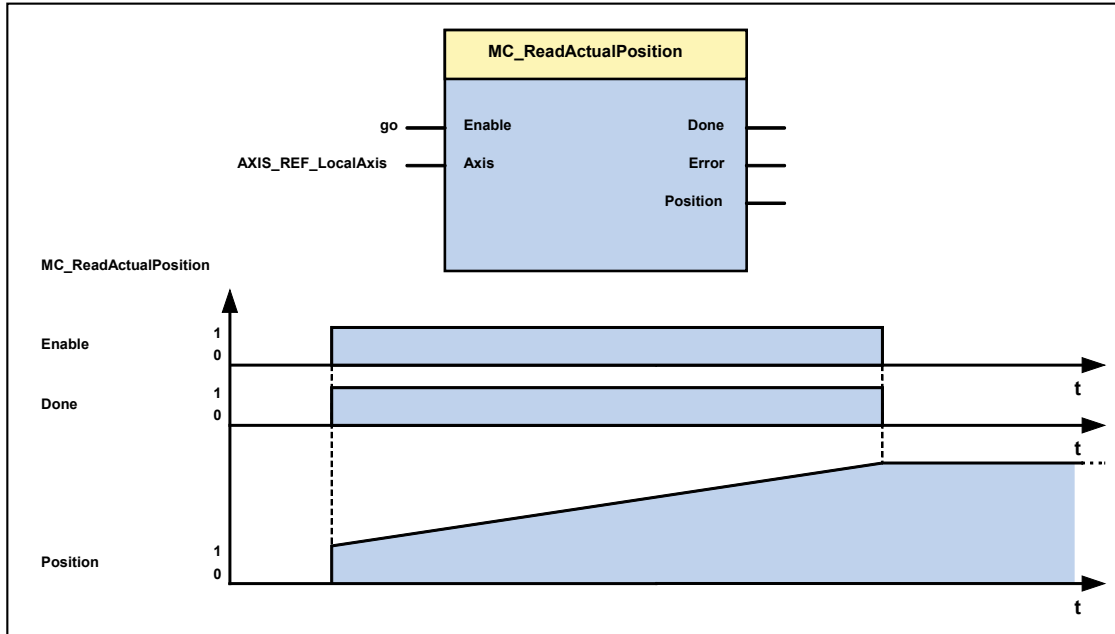 MC_ReadActualPosition
go Enable Done
AXIS_REF_LocalAxis Axis Error
Position
MC_ReadActualPosition
Enable
1
0
t
Done
1
0
t
Position
1
0
t